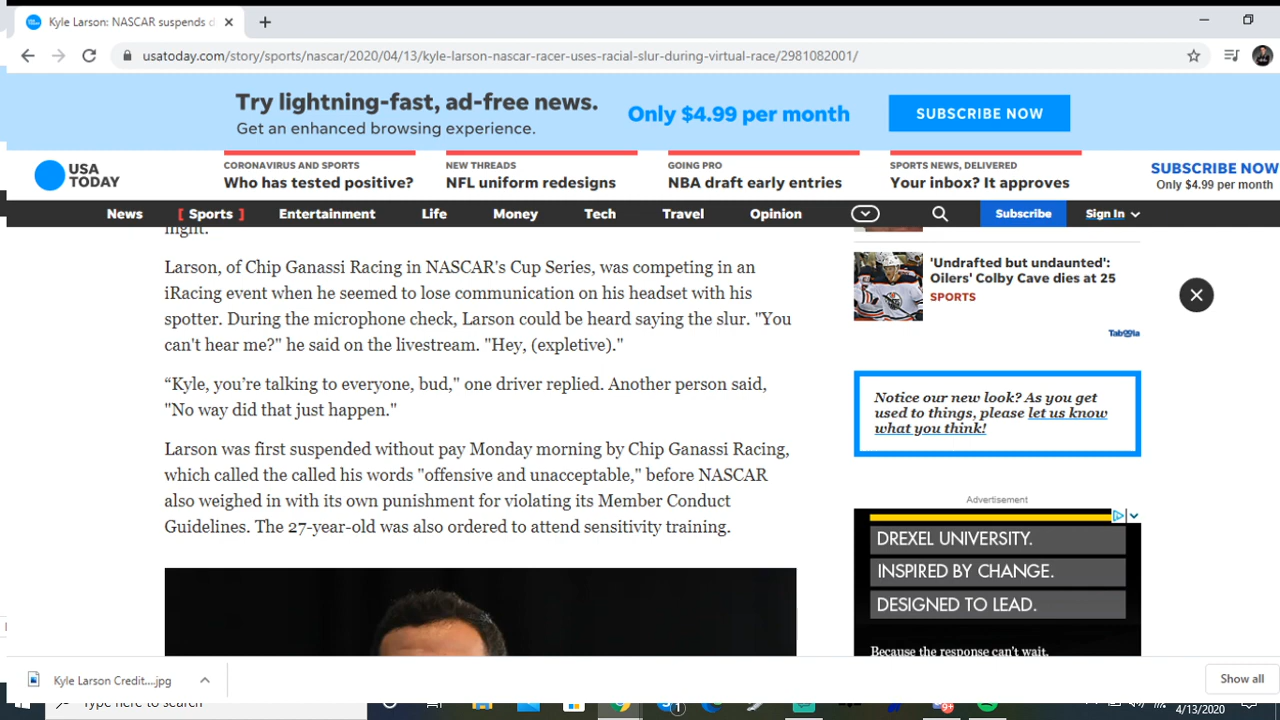 Kyle Larson: NASCAR suspends d
usatoday.com/story/sports/nascar/2020/04/13/kyle-larson-nascar-racer-uses-racial-slur-during-virtual-race/2981082001/
Try lightning-fast, ad-free news.
Get an enhanced browsing experience.
Only $4.99 per month
SUBSCRIBE NOW
USA
TODAY
CORONAVIRUS AND SPORTS
Who has tested positive?
NEW THREADS
NFL uniform redesigns
GOING PRO
NBA draft early entries
SPORTS NEWS, DELIVERED
Your inbox? It approves
SUBSCRIBE NOW
Only $4.99 per month
News [ Sports ] Entertainment Life Money Tech Travel Opinion Subscribe Sign In
night.
Larson, of Chip Ganassi Racing in NASCAR's Cup Series, was competing in an
iRacing event when he seemed to lose communication on his headset with his
spotter. During the microphone check, Larson could be heard saying the slur. "You
can't hear me?" he said on the livestream. "Hey, (expletive)."
“Kyle, you’re talking to everyone, bud," one driver replied. Another person said,
"No way did that just happen."
Larson was first suspended without pay Monday morning by Chip Ganassi Racing,
which called the called his words "offensive and unacceptable," before NASCAR
also weighed in with its own punishment for violating its Member Conduct
Guidelines. The 27-year-old was also ordered to attend sensitivity training.
'Undrafted but undaunted':
Oilers' Colby Cave dies at 25
SPORTS
Taboola
Notice our new look? As you get
used to things, please let us know
what you think!
Advertisement
DREXEL UNIVERSITY.
INSPIRED BY CHANGE.
DESIGNED TO LEAD.
Because the response can't wait.
Kyle Larson Credit....jpg
Show all
Type here to search
1
9+
4/13/2020